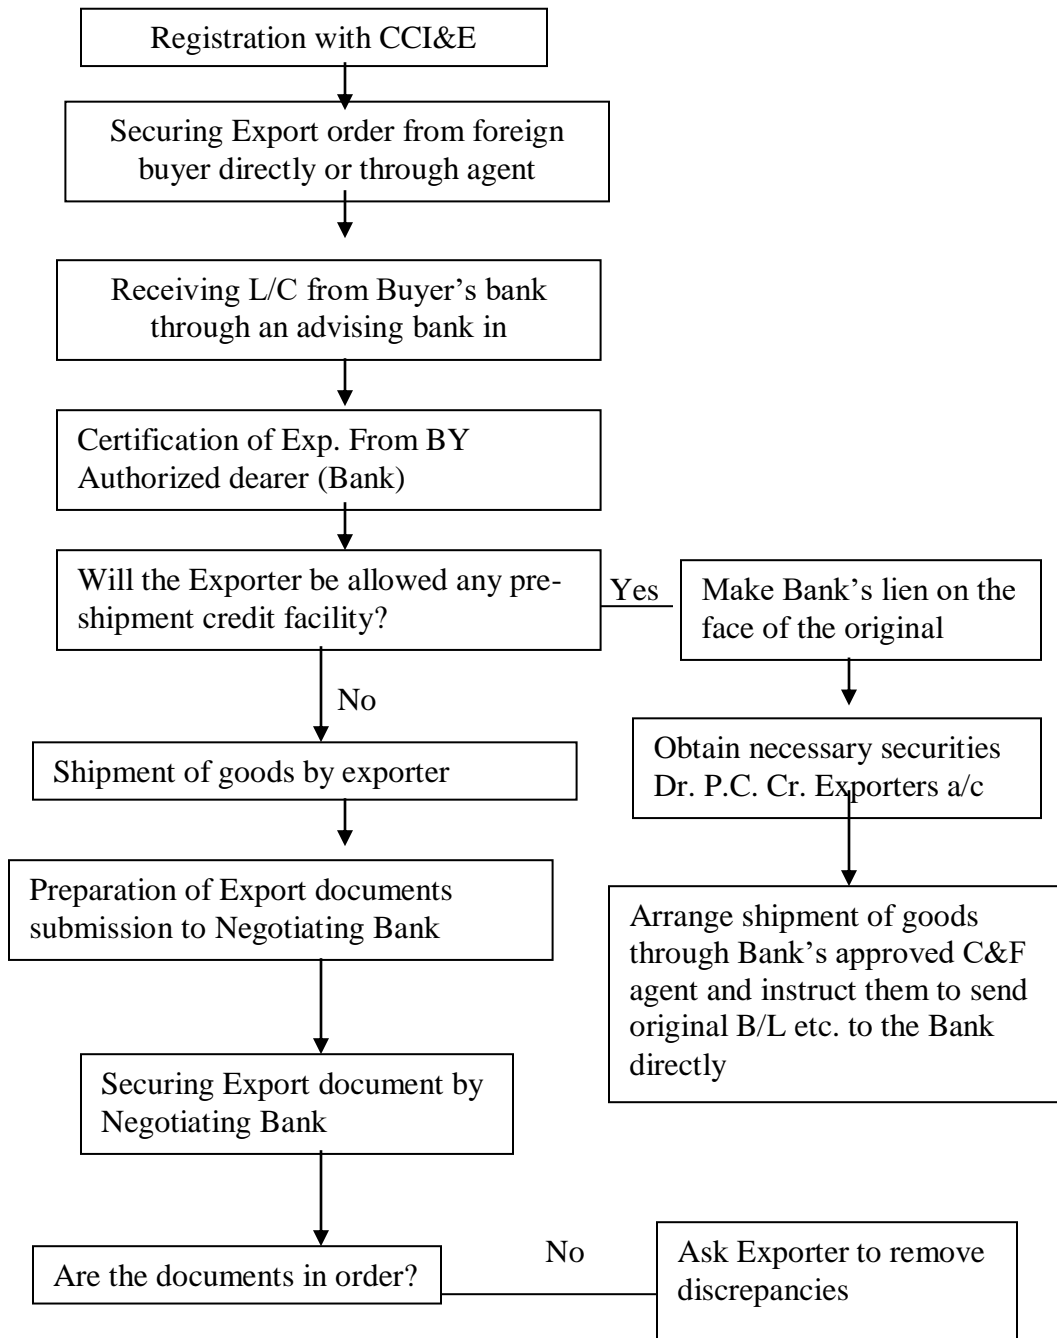 Registration with CCI&E
Securing Export order from foreign
buyer directly or through agent
Receiving L/C from Buyer’s bank
through an advising bank in
Certification of Exp. From BY
Authorized dearer (Bank)
Will the Exporter be allowed any pre-
shipment credit facility?
Yes
Make Bank’s lien on the
face of the original
No
Obtain necessary securities
Dr. P.C. Cr. Exporters a/c
Shipment of goods by exporter
Arrange shipment of goods
through Bank’s approved C&F
agent and instruct them to send
original B/L etc. to the Bank
directly
Preparation of Export documents
submission to Negotiating Bank
Securing Export document by
Negotiating Bank
Are the documents in order?
No
Ask Exporter to remove
discrepancies